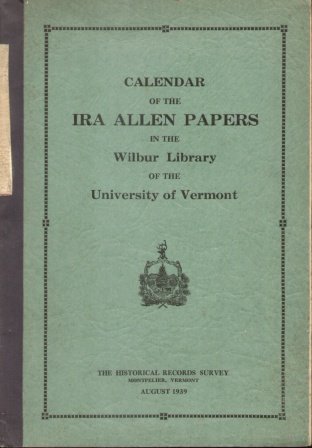 CALENDAR
OF THE
IRA ALLEN PAPERS
IN THE
Wilbur Library
OF THE
University of Vermont
THE HISTORICAL RECORDS SURVEY
MONTPELIER, VERMONT
AUGUST 1939